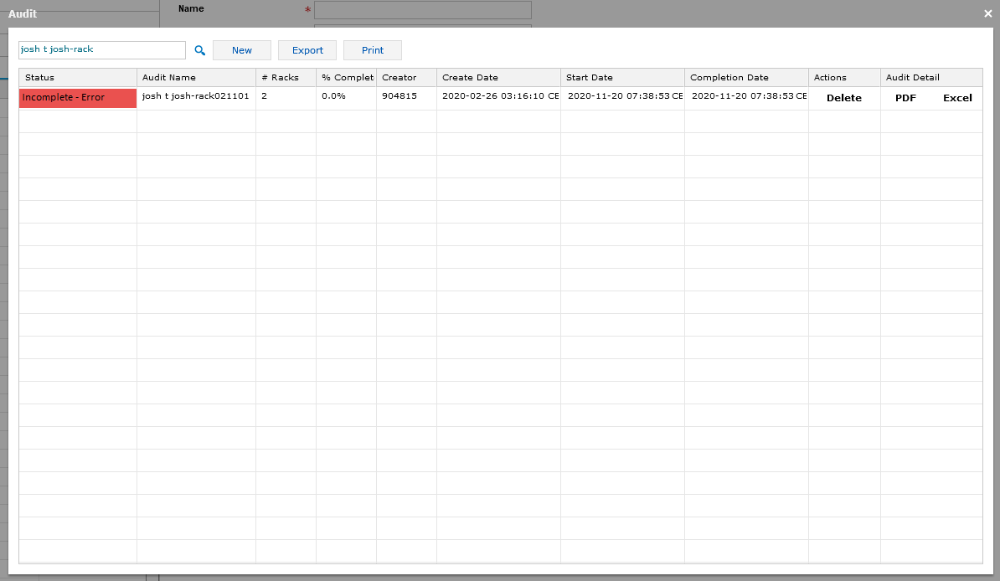 Name *
Audit ×
josh t josh-rack New Export Print
Status Audit Name # Racks % Complet Creator Create Date Start Date Completion Date Actions Audit Detail
Incomplete - Error josh t josh-rack021101 2 0.0% 904815 2020-02-26 03:16:10 CE 2020-11-20 07:38:53 CE 2020-11-20 07:38:53 CE Delete PDF Excel